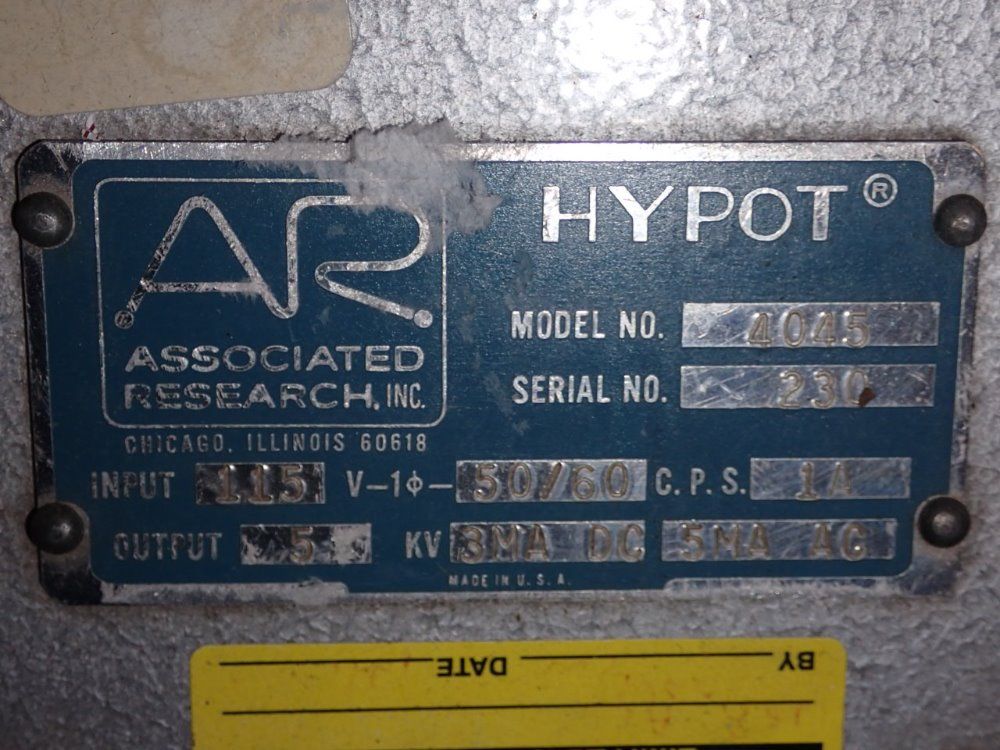 AR
HYPOT®
ASSOCIATED
RESEARCH, INC.
CHICAGO, ILLINOIS 60618
MODEL NO. 4045
SERIAL NO. 230
INPUT 115 V-1ϕ- 50/60 C.P.S. 1A
OUTPUT 5 KV 3MA DC 5MA AC
MADE IN U.S.A.
BY DATE